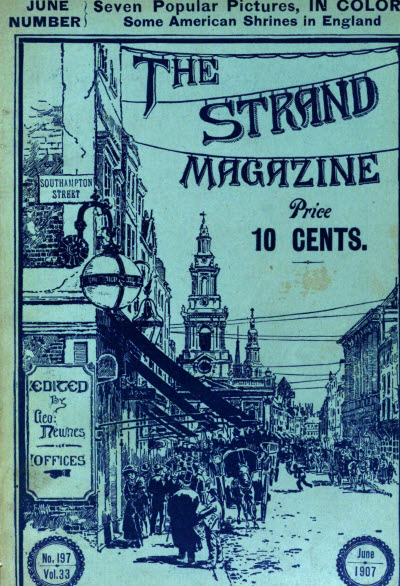 JUNE
NUMBER
Seven Popular Pictures, IN COLOR
Some American Shrines in England
THE
STRAND
MAGAZINE
Price
10 CENTS.
SOUTHAMPTON
STREET
EDITED
By
Geo:
Newnes
OFFICES
No. 197
Vol. 33
June
1907